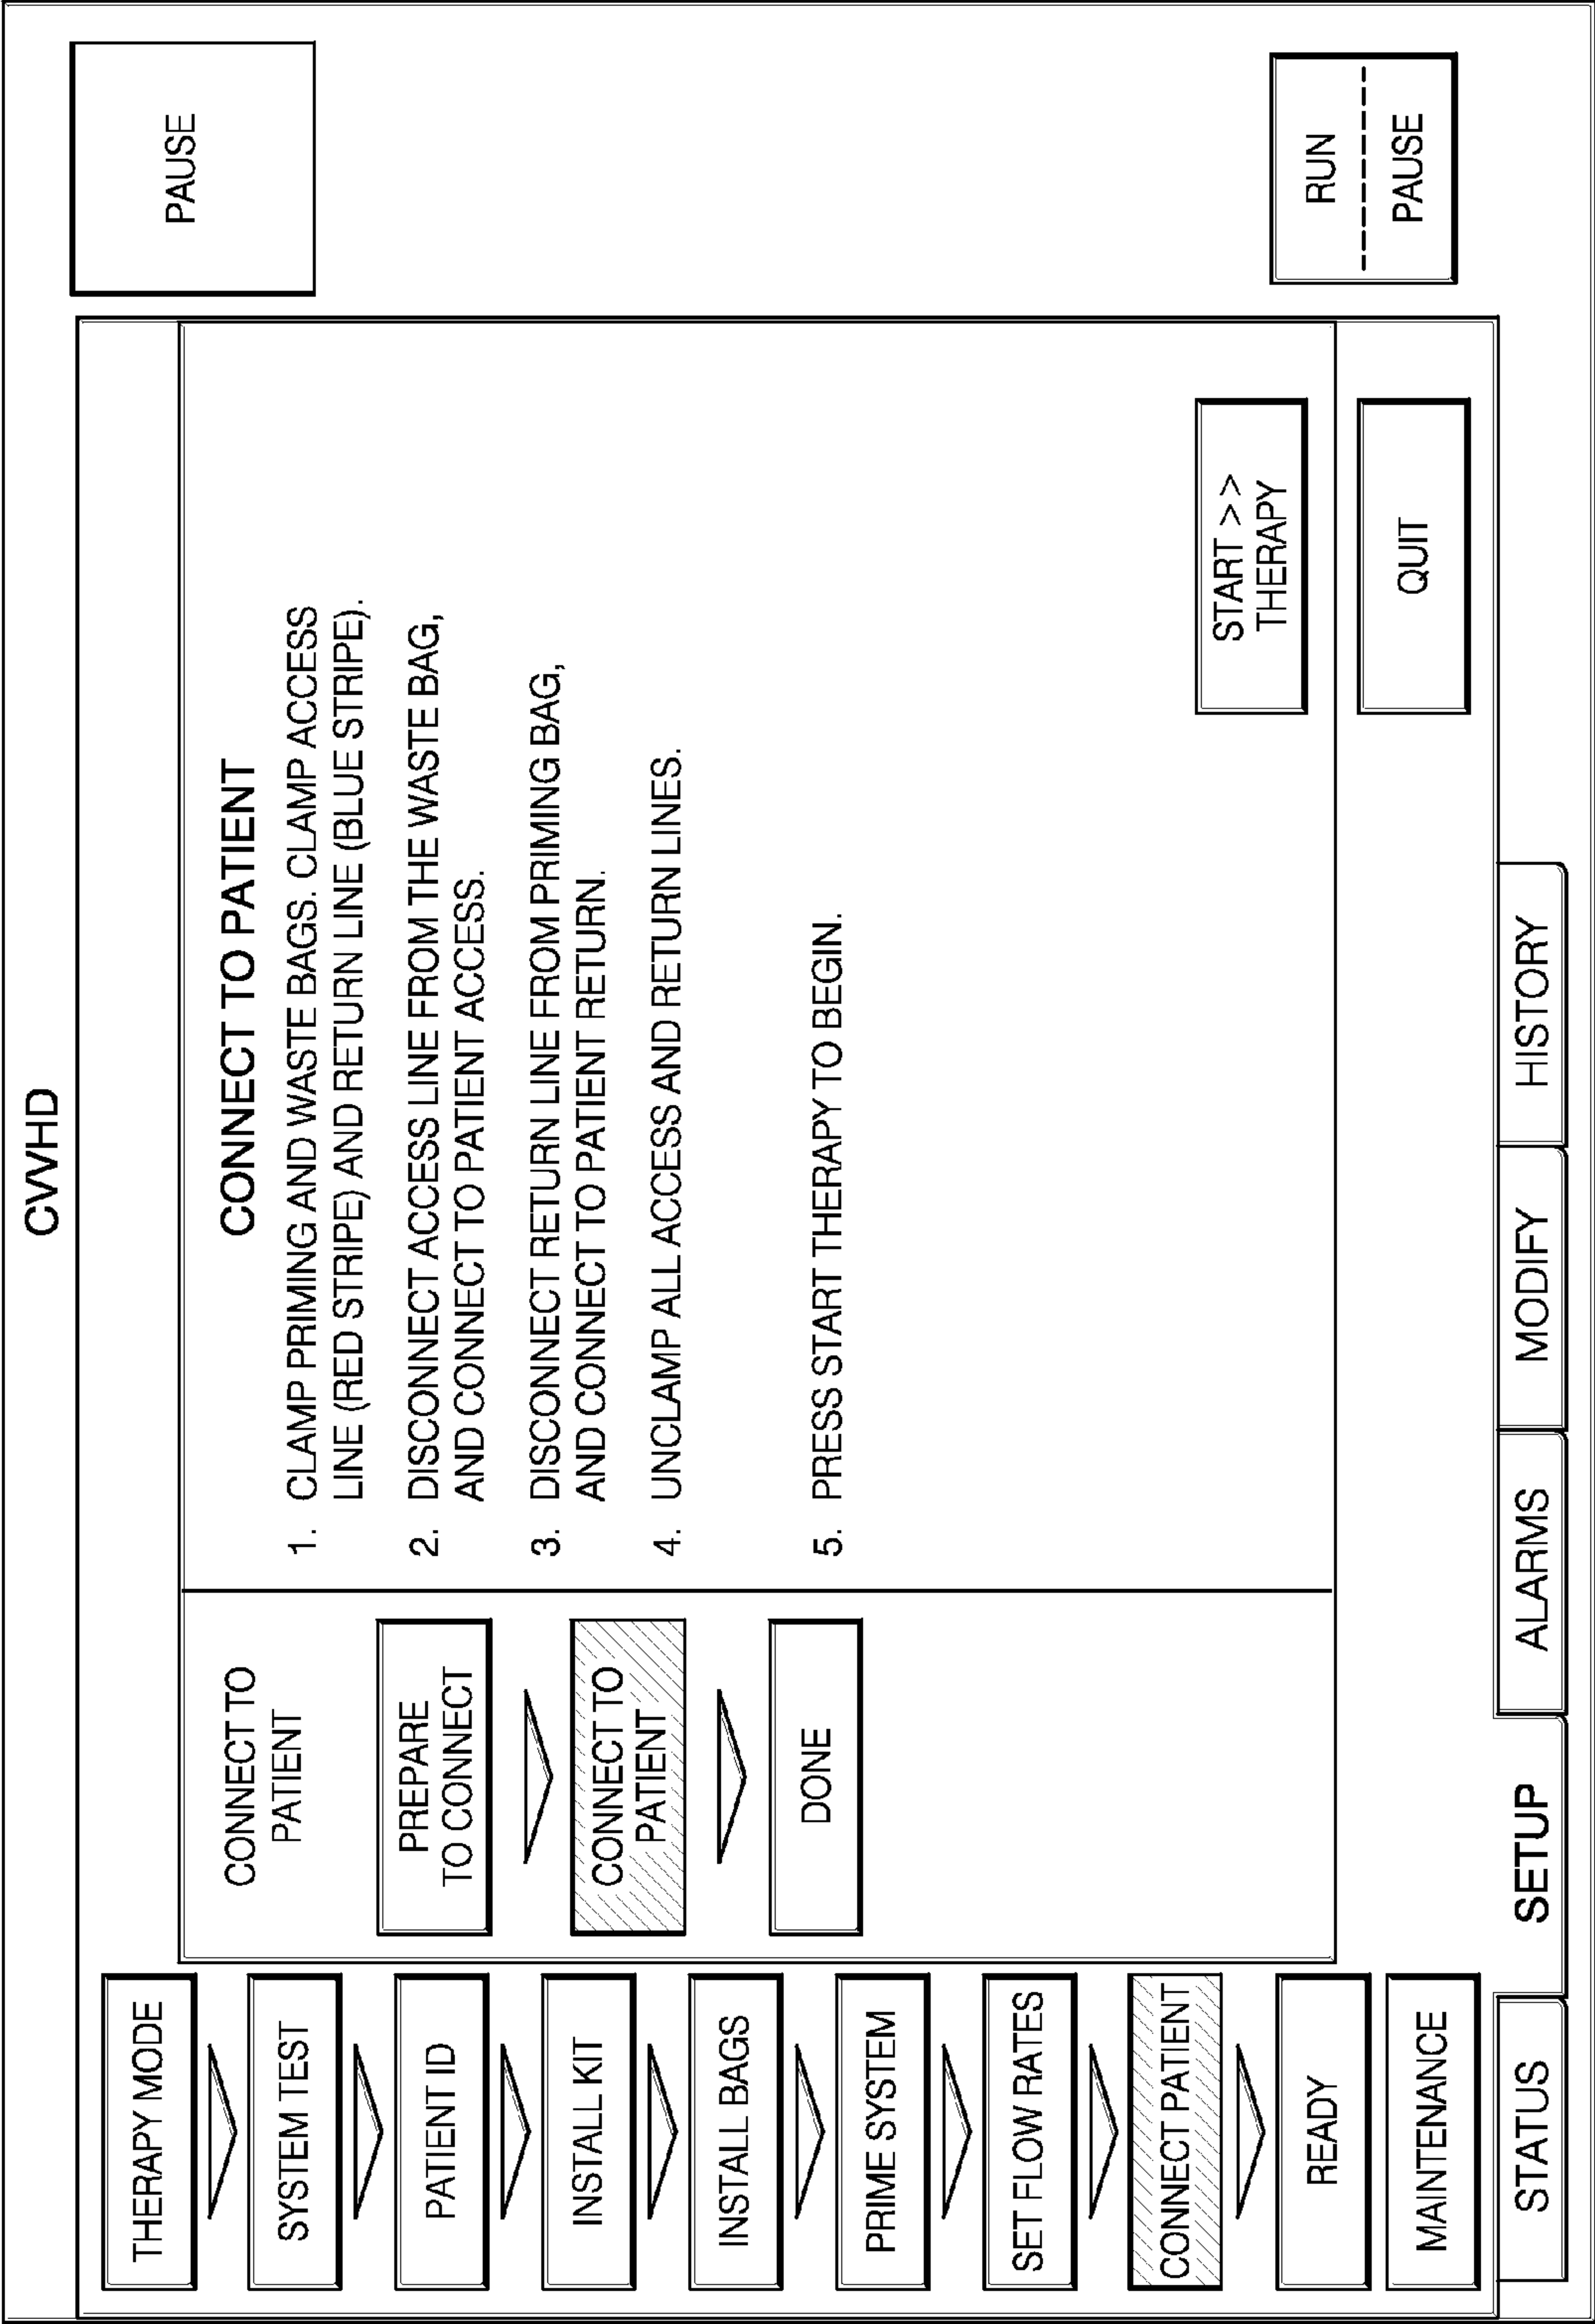 CVVHD
PAUSE
THERAPY MODE
SYSTEM TEST
PATIENT ID
INSTALL KIT
INSTALL BAGS
PRIME SYSTEM
SET FLOW RATES
CONNECT PATIENT
READY
MAINTENANCE
CONNECT TO
PATIENT
PREPARE
TO CONNECT
CONNECT TO
PATIENT
DONE
CONNECT TO PATIENT
1. CLAMP PRIMING AND WASTE BAGS. CLAMP ACCESS
LINE (RED STRIPE) AND RETURN LINE (BLUE STRIPE).
2. DISCONNECT ACCESS LINE FROM THE WASTE BAG,
AND CONNECT TO PATIENT ACCESS.
3. DISCONNECT RETURN LINE FROM PRIMING BAG,
AND CONNECT TO PATIENT RETURN.
4. UNCLAMP ALL ACCESS AND RETURN LINES.
5. PRESS START THERAPY TO BEGIN.
START >>
THERAPY
QUIT
RUN
PAUSE
STATUS
SETUP
ALARMS
MODIFY
HISTORY